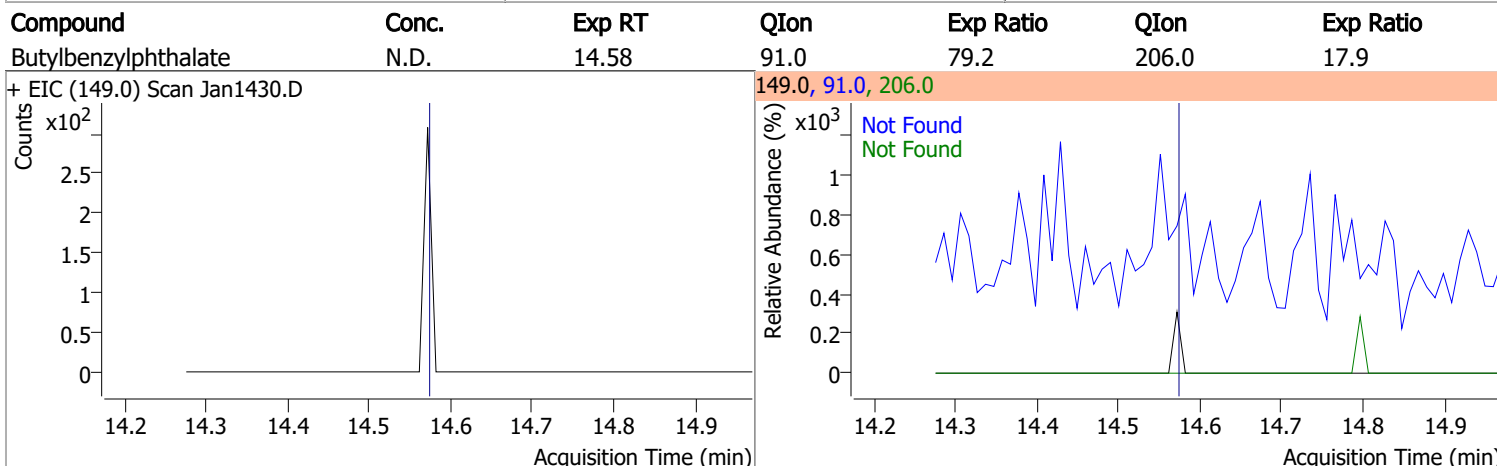 Compound Conc. Exp RT QIon Exp Ratio QIon Exp Ratio
Butylbenzylphthalate N.D. 14.58 91.0 79.2 206.0 17.9
+ EIC (149.0) Scan Jan1430.D
Counts
x10²
2.5
2
1.5
1
0.5
0
14.2 14.3 14.4 14.5 14.6 14.7 14.8 14.9
Acquisition Time (min)
149.0, 91.0, 206.0
Relative Abundance (%)
x10³
Not Found
Not Found
1
0.8
0.6
0.4
0.2
0
14.2 14.3 14.4 14.5 14.6 14.7 14.8 14.9
Acquisition Time (min)